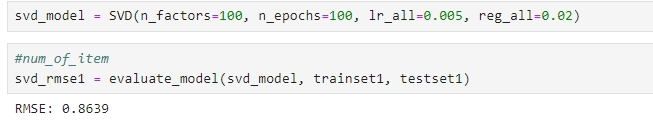 svd_model = SVD(n_factors=100, n_epochs=100, lr_all=0.005, reg_all=0.02)
#num_of_item
svd_rmse1 = evaluate_model(svd_model, trainset1, testset1)
RMSE: 0.8639